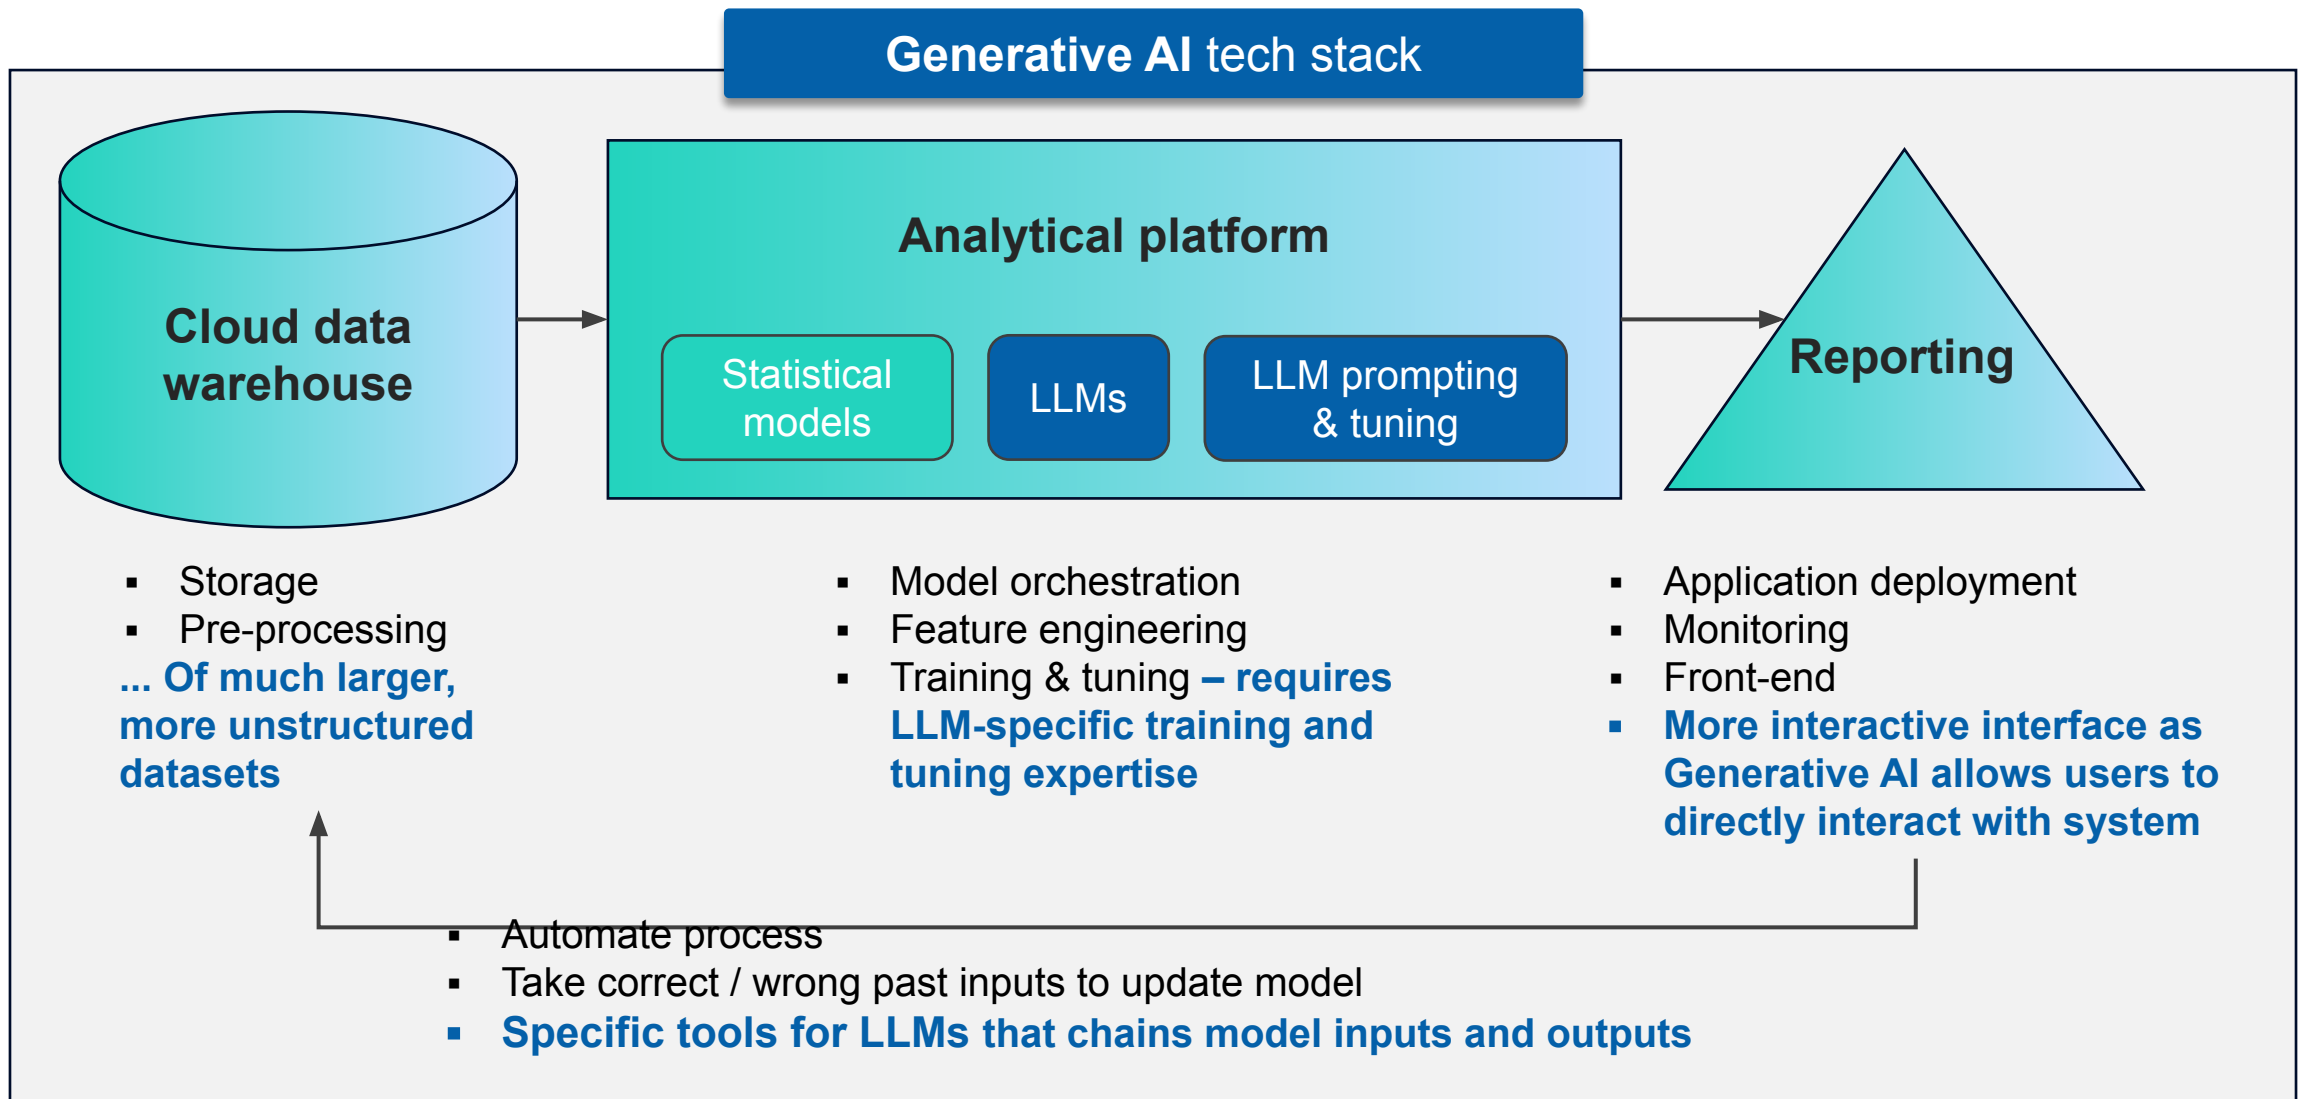 Generative AI tech stack
Cloud data
warehouse
Analytical platform
Statistical
models
LLMs
LLM prompting
& tuning
Reporting
▪ Storage
▪ Pre-processing
... Of much larger,
more unstructured
datasets
▪ Model orchestration
▪ Feature engineering
▪ Training & tuning – requires
LLM-specific training and
tuning expertise
▪ Application deployment
▪ Monitoring
▪ Front-end
▪ More interactive interface as
Generative AI allows users to
directly interact with system
▪ Automate process
▪ Take correct / wrong past inputs to update model
▪ Specific tools for LLMs that chains model inputs and outputs